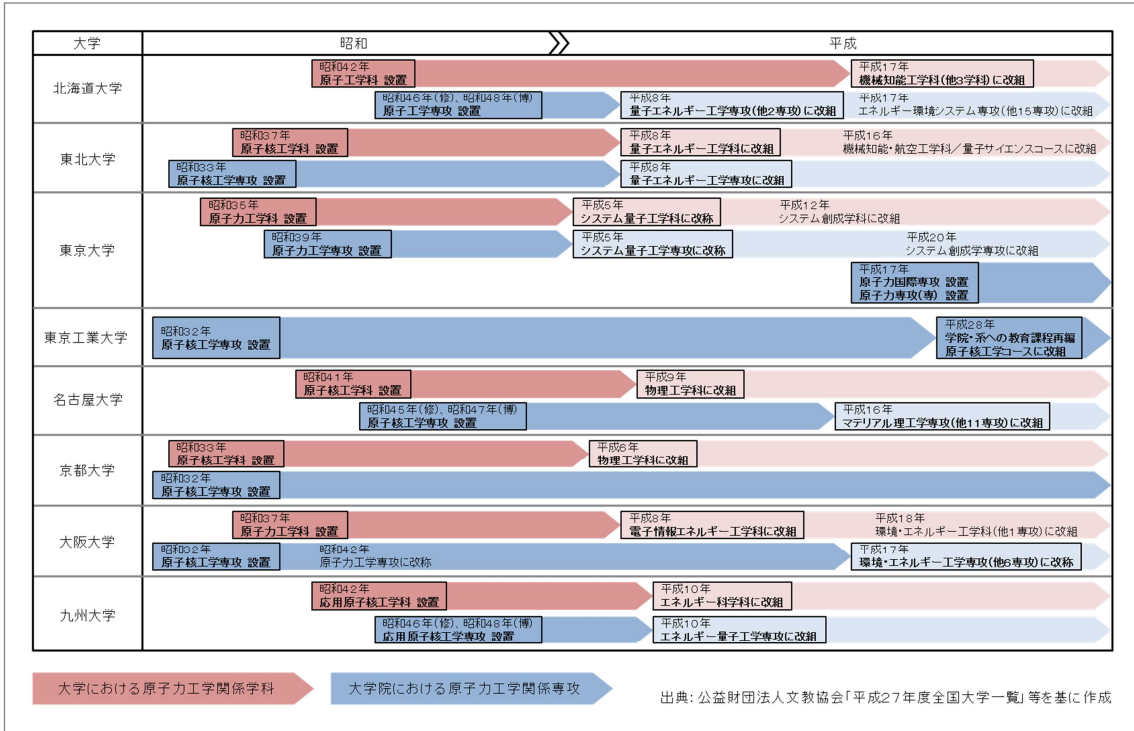 大学
昭和
平成
北海道大学
昭和42年
原子工学科 設置
平成17年
機械知能工学科(他3学科)に改組
昭和46年(修)、昭和48年(博)
原子工学専攻 設置
平成8年
量子エネルギー工学専攻(他2専攻)に改組
平成17年
エネルギー環境システム専攻(他15専攻)に改組
東北大学
昭和37年
原子核工学科 設置
平成8年
量子エネルギー工学科に改組
平成16年
機械知能・航空工学科/量子サイエンスコースに改組
昭和33年
原子核工学専攻 設置
平成8年
量子エネルギー工学専攻に改組
東京大学
昭和35年
原子力工学科 設置
平成5年
システム量子工学科に改称
平成12年
システム創成学科に改組
昭和39年
原子力工学専攻 設置
平成5年
システム量子工学専攻に改称
平成20年
システム創成学専攻に改組
平成17年
原子力国際専攻 設置
原子力専攻(専) 設置
東京工業大学
昭和32年
原子核工学専攻 設置
平成28年
学院・系への教育課程再編
原子核工学コースに改組
名古屋大学
昭和41年
原子核工学科 設置
平成9年
物理工学科に改組
昭和45年(修)、昭和47年(博)
原子核工学専攻 設置
平成16年
マテリアル理工学専攻(他11専攻)に改組
京都大学
昭和33年
原子核工学科 設置
平成6年
物理工学科に改組
昭和32年
原子核工学専攻 設置
大阪大学
昭和37年
原子力工学科 設置
平成8年
電子情報エネルギー工学科に改組
平成18年
環境・エネルギー工学科(他1専攻)に改組
昭和32年
原子核工学専攻 設置
昭和42年
原子力工学専攻に改称
平成17年
環境・エネルギー工学専攻(他6専攻)に改称
九州大学
昭和42年
応用原子核工学科 設置
平成10年
エネルギー科学科に改組
昭和46年(修)、昭和48年(博)
応用原子核工学専攻 設置
平成10年
エネルギー量子工学専攻に改組
大学における原子力工学関係学科
大学院における原子力工学関係専攻
出典:公益財団法人文教協会「平成27年度全国大学一覧」等を基に作成